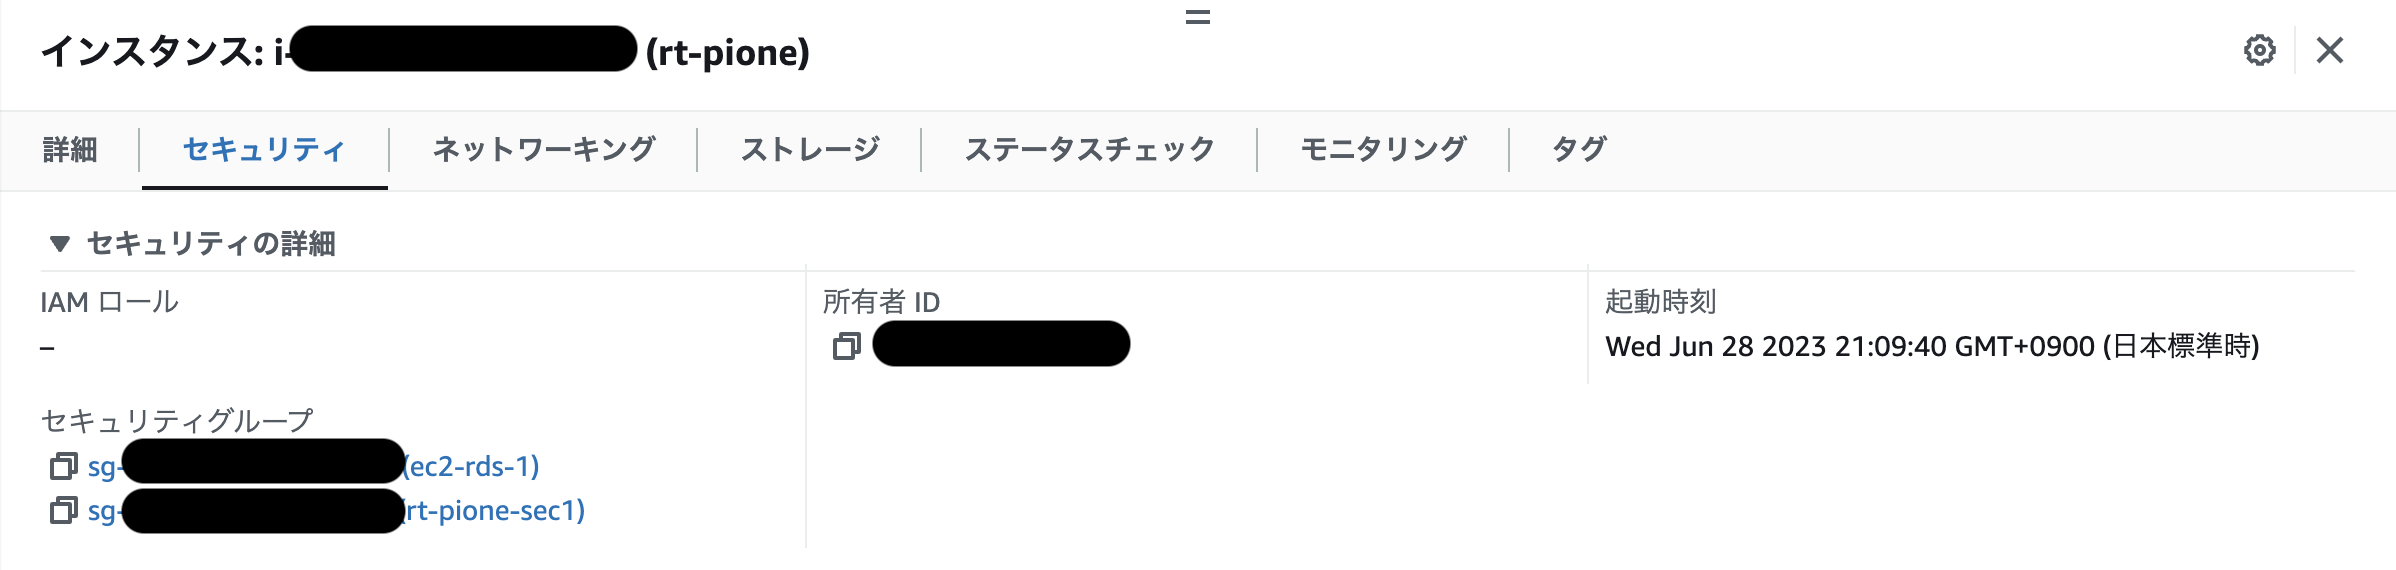 インスタンス: i- (rt-pione)
詳細 セキュリティ ネットワーキング ストレージ ステータスチェック モニタリング タグ
▼ セキュリティの詳細
IAM ロール
–
所有者 ID
起動時刻
Wed Jun 28 2023 21:09:40 GMT+0900 (日本標準時)
セキュリティグループ
sg- (ec2-rds-1)
sg- (rt-pione-sec1)